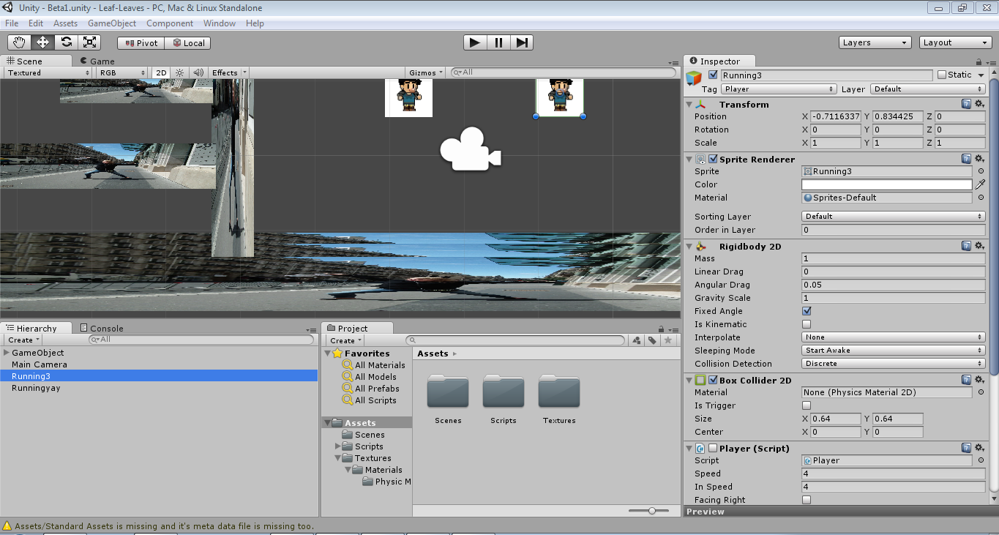 Unity - Beta1.unity - Leaf-Leaves - PC, Mac & Linux Standalone
File Edit Assets GameObject Component Window Help
Pivot Local Layers Layout
Scene Game
Textured RGB 2D Effects Gizmos All
Inspector
Running3 Static
Tag Player Layer Default
Transform
Position X -0.7116337 Y 0.834425 Z 0
Rotation X 0 Y 0 Z 0
Scale X 1 Y 1 Z 1
Sprite Renderer
Sprite Running3
Color
Material Sprites-Default
Sorting Layer Default
Order in Layer 0
Rigidbody 2D
Mass 1
Linear Drag 0
Angular Drag 0.05
Gravity Scale 1
Fixed Angle
Is Kinematic
Interpolate None
Sleeping Mode Start Awake
Collision Detection Discrete
Box Collider 2D
Material None (Physics Material 2D)
Is Trigger
Size X 0.64 Y 0.64
Center X 0 Y 0
Player (Script)
Script Player
Speed 4
In Speed 4
Facing Right
Preview
Hierarchy Console
Create All
GameObject
Main Camera
Running3
Runningyay
Project
Create
Favorites
All Materials
All Models
All Prefabs
All Scripts
Assets
Scenes
Scripts
Textures
Materials
Physic M
Assets
Scenes Scripts Textures
Assets/Standard Assets is missing and it's meta data file is missing too.